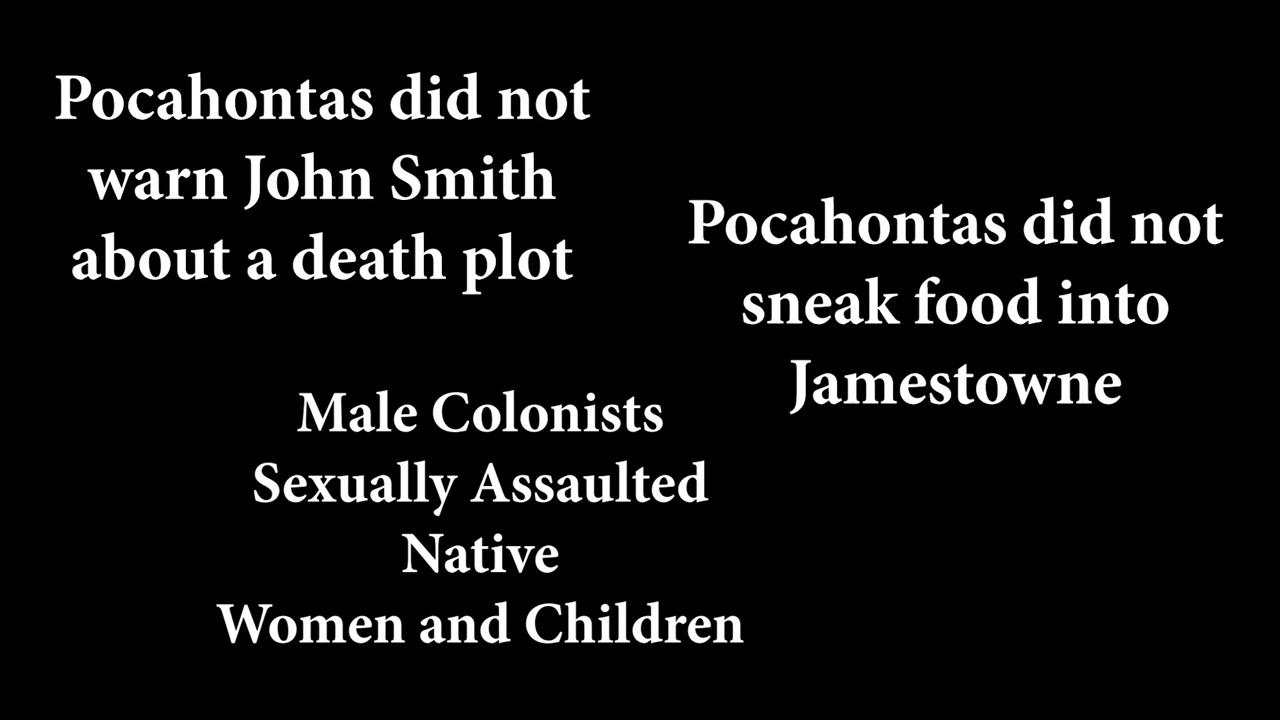 Pocahontas did not
warn John Smith
about a death plot
Pocahontas did not
sneak food into
Jamestowne
Male Colonists
Sexually Assaulted
Native
Women and Children